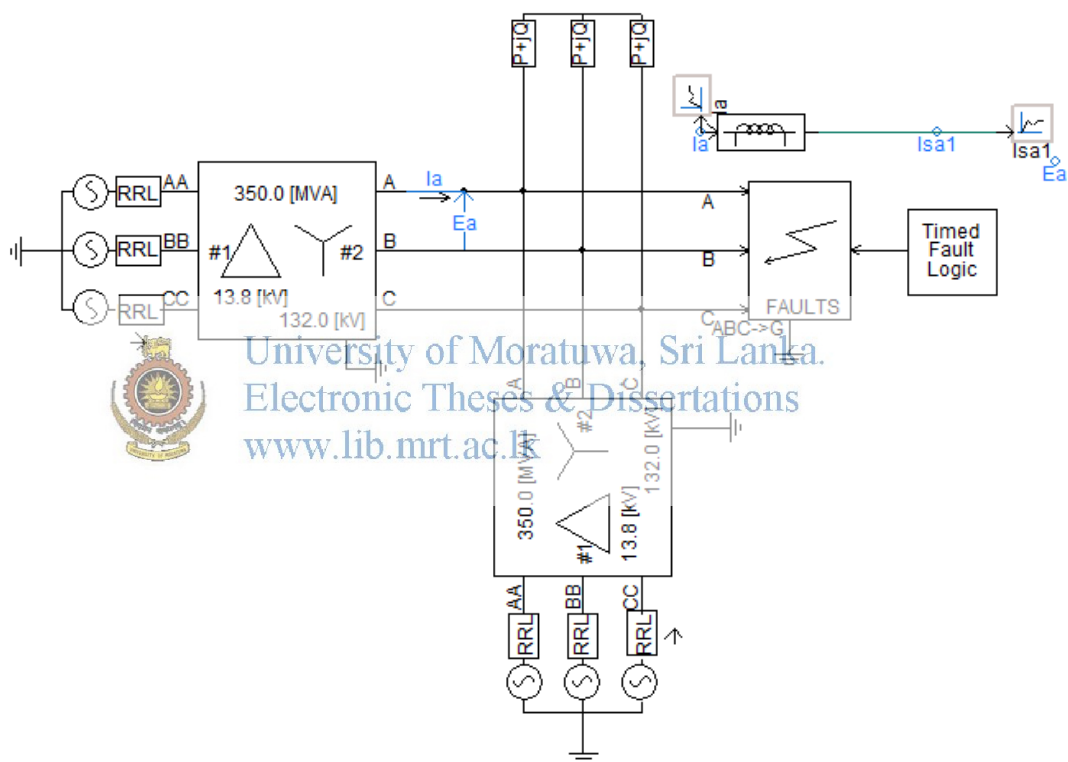 P+jQ P+jQ P+jQ
Ia
Ia
Isa1
Isa1
Ea
RRL AA
350.0 [MVA]
A
Ia
A
RRL BB
#1
#2
B
Ea
B
Timed
Fault
Logic
RRL CC
13.8 [kV]
132.0 [kV]
C
C
FAULTS
ABC->G
University of Moratuwa, Sri Lanka.
Electronic Theses & Dissertations
www.lib.mrt.ac.lk
A B C
350.0 [MVA]
#2
132.0 [kV]
#1
13.8 [kV]
AA BB CC
RRL RRL RRL